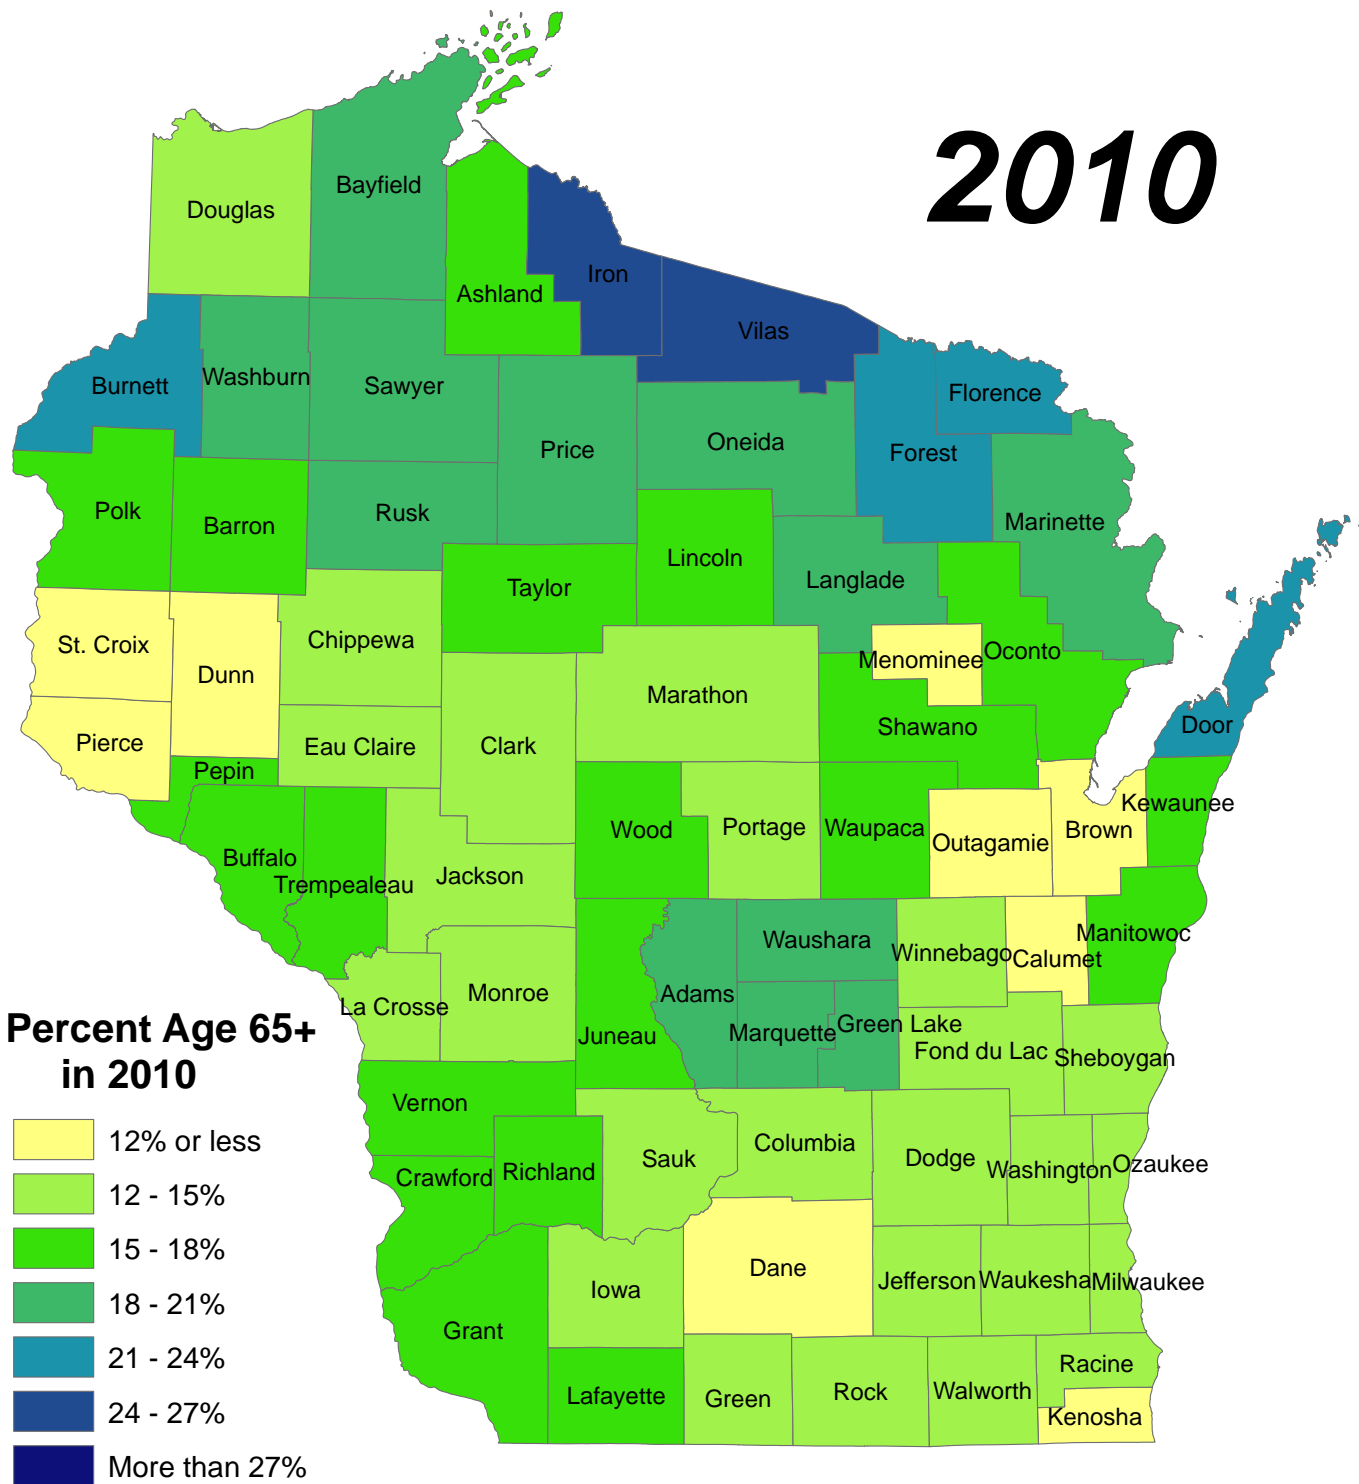 2010
Bayfield
Douglas
Iron
Ashland
Vilas
Burnett
Washburn
Sawyer
Florence
Oneida
Price
Forest
Polk
Rusk
Barron
Marinette
Lincoln
Langlade
Taylor
Chippewa
St. Croix
Oconto
Menominee
Dunn
Marathon
Door
Shawano
Pierce
Eau Claire
Clark
Pepin
Kewaunee
Wood
Portage
Waupaca
Brown
Outagamie
Buffalo
Jackson
Trempealeau
Manitowoc
Waushara
Winnebago
Calumet
Monroe
Adams
La Crosse
Green Lake
Marquette
Juneau
Fond du Lac
Sheboygan
Vernon
Columbia
Sauk
Dodge
Ozaukee
Washington
Richland
Crawford
Dane
Jefferson
Waukesha
Milwaukee
Iowa
Grant
Racine
Lafayette
Green
Rock
Walworth
Kenosha
Percent Age 65+
in 2010
12% or less
12 - 15%
15 - 18%
18 - 21%
21 - 24%
24 - 27%
More than 27%